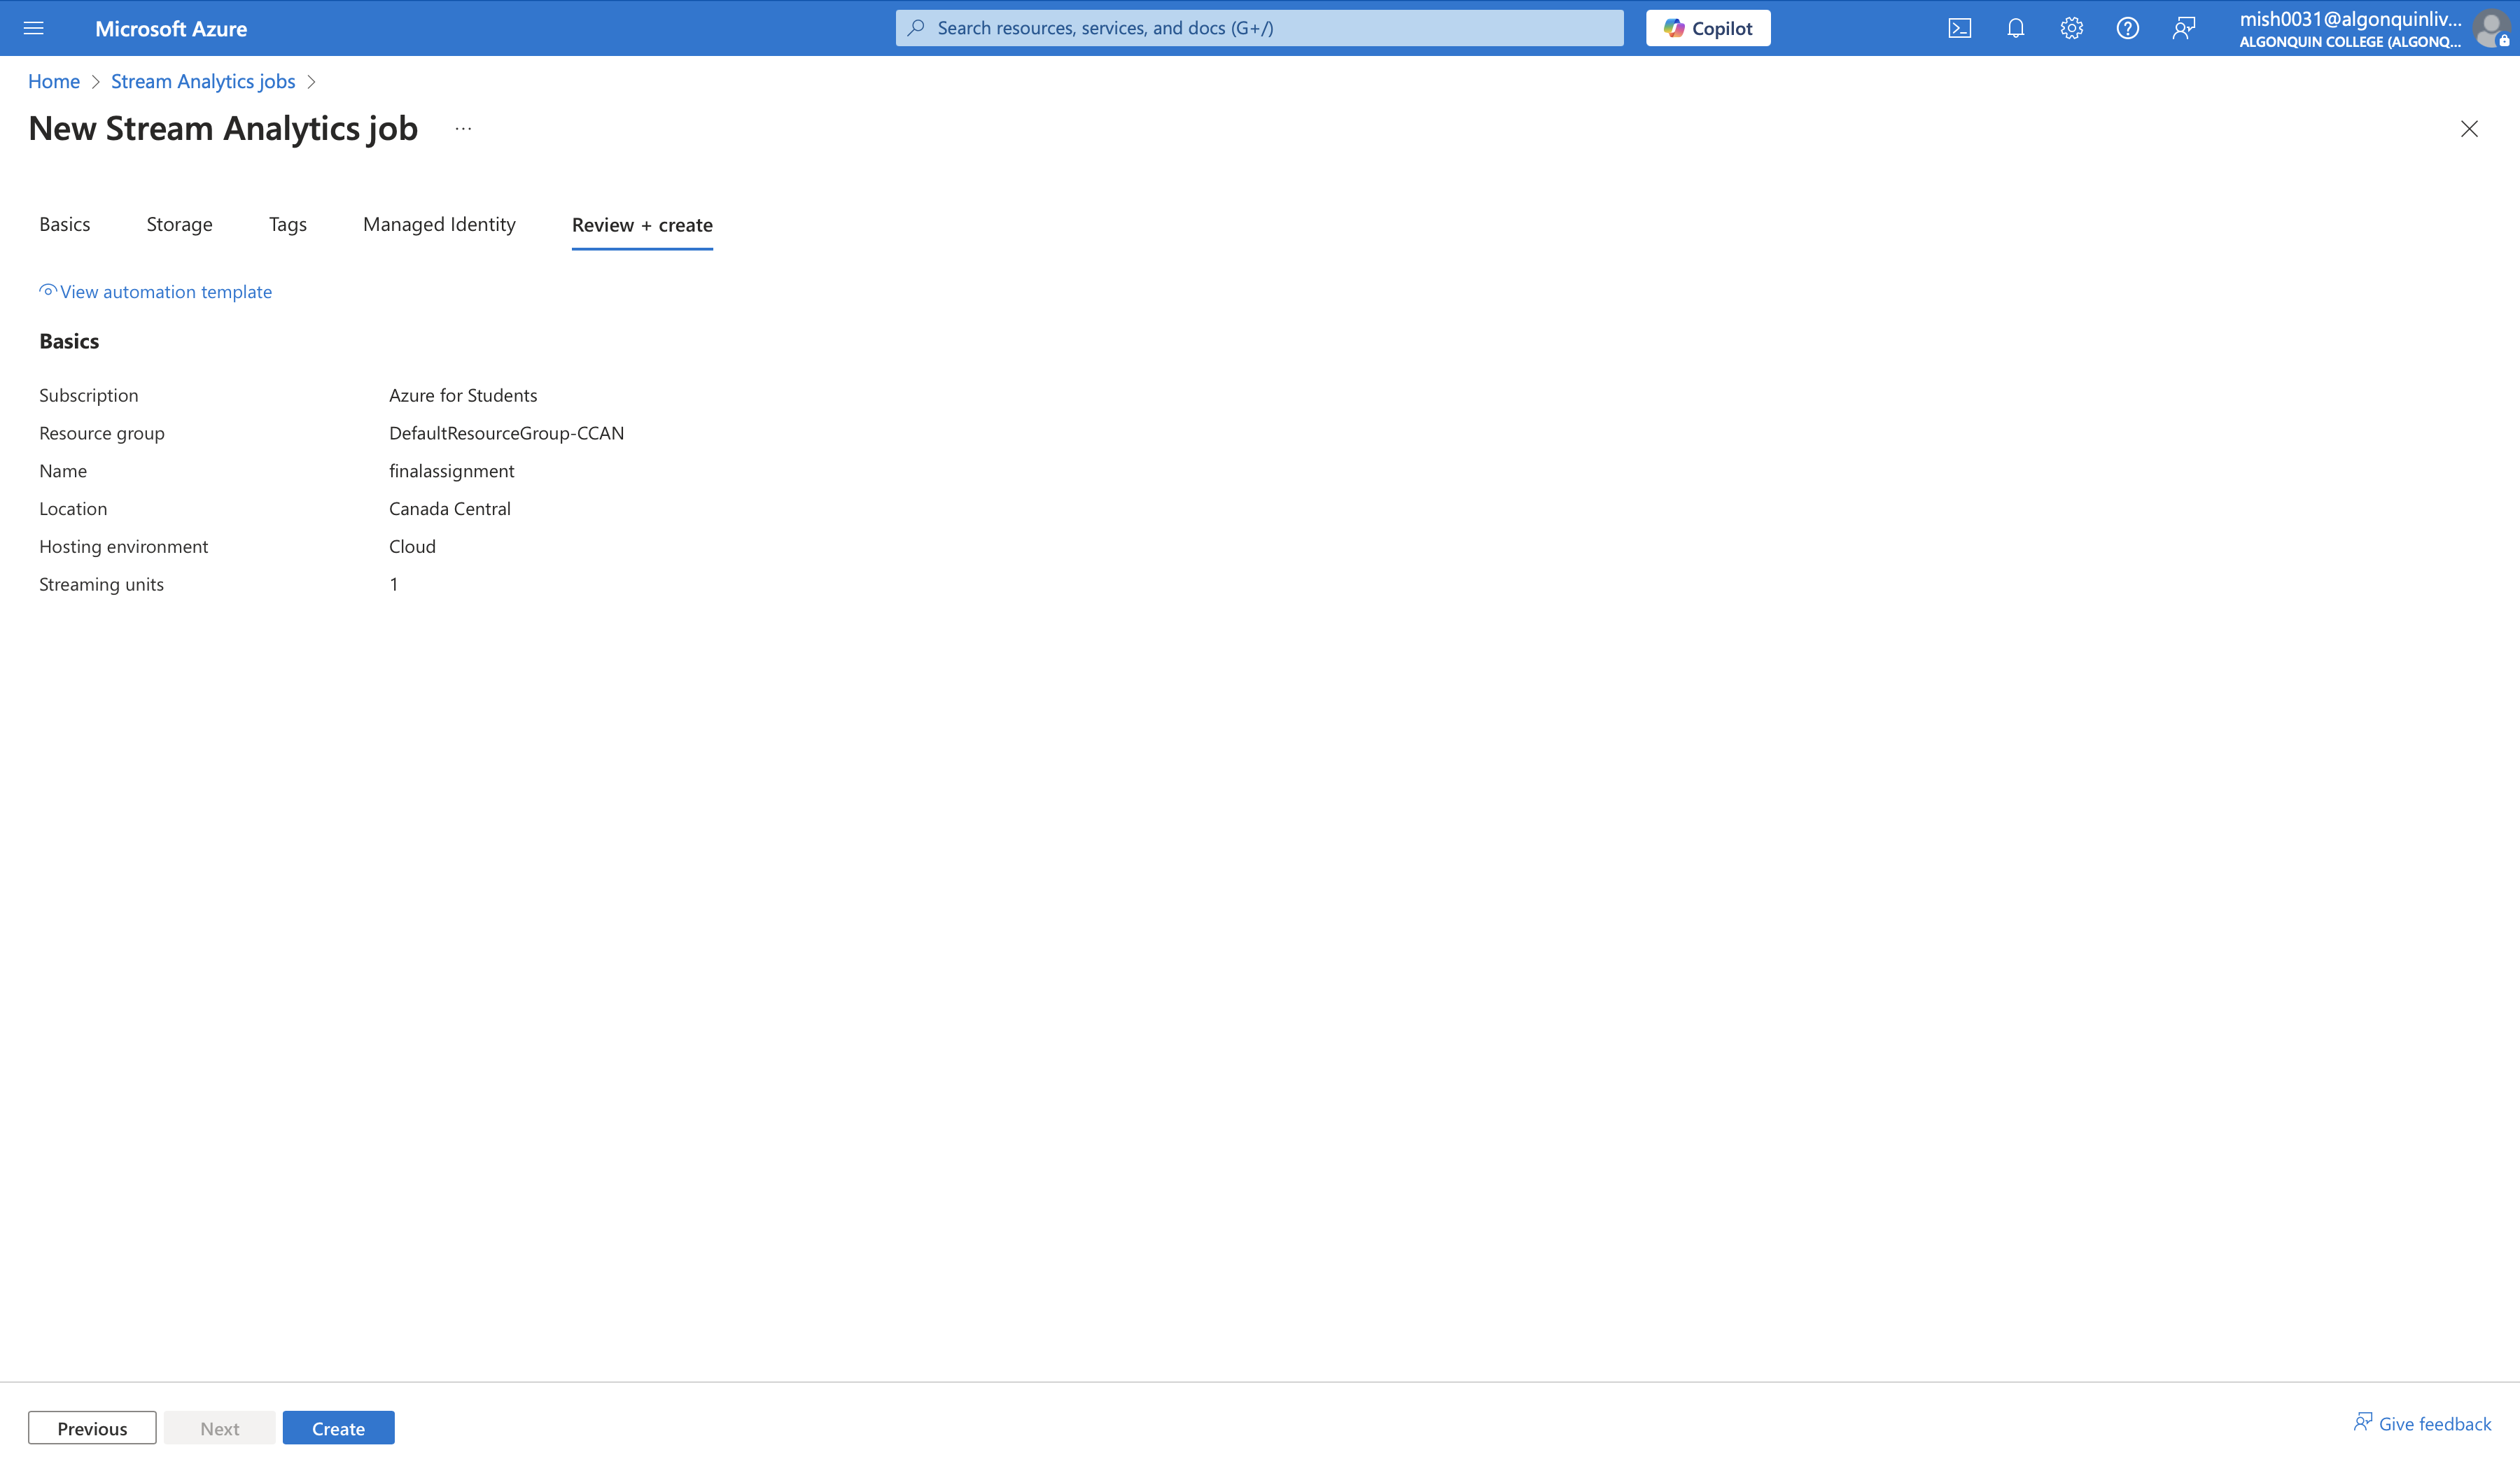 Microsoft Azure
Search resources, services, and docs (G+/)
Copilot
mish0031@algonquinliv...
ALGONQUIN COLLEGE (ALGONQ...
Home > Stream Analytics jobs >
New Stream Analytics job ...
Basics Storage Tags Managed Identity Review + create
View automation template
Basics
Subscription Azure for Students
Resource group DefaultResourceGroup-CCAN
Name finalassignment
Location Canada Central
Hosting environment Cloud
Streaming units 1
Previous Next Create
Give feedback